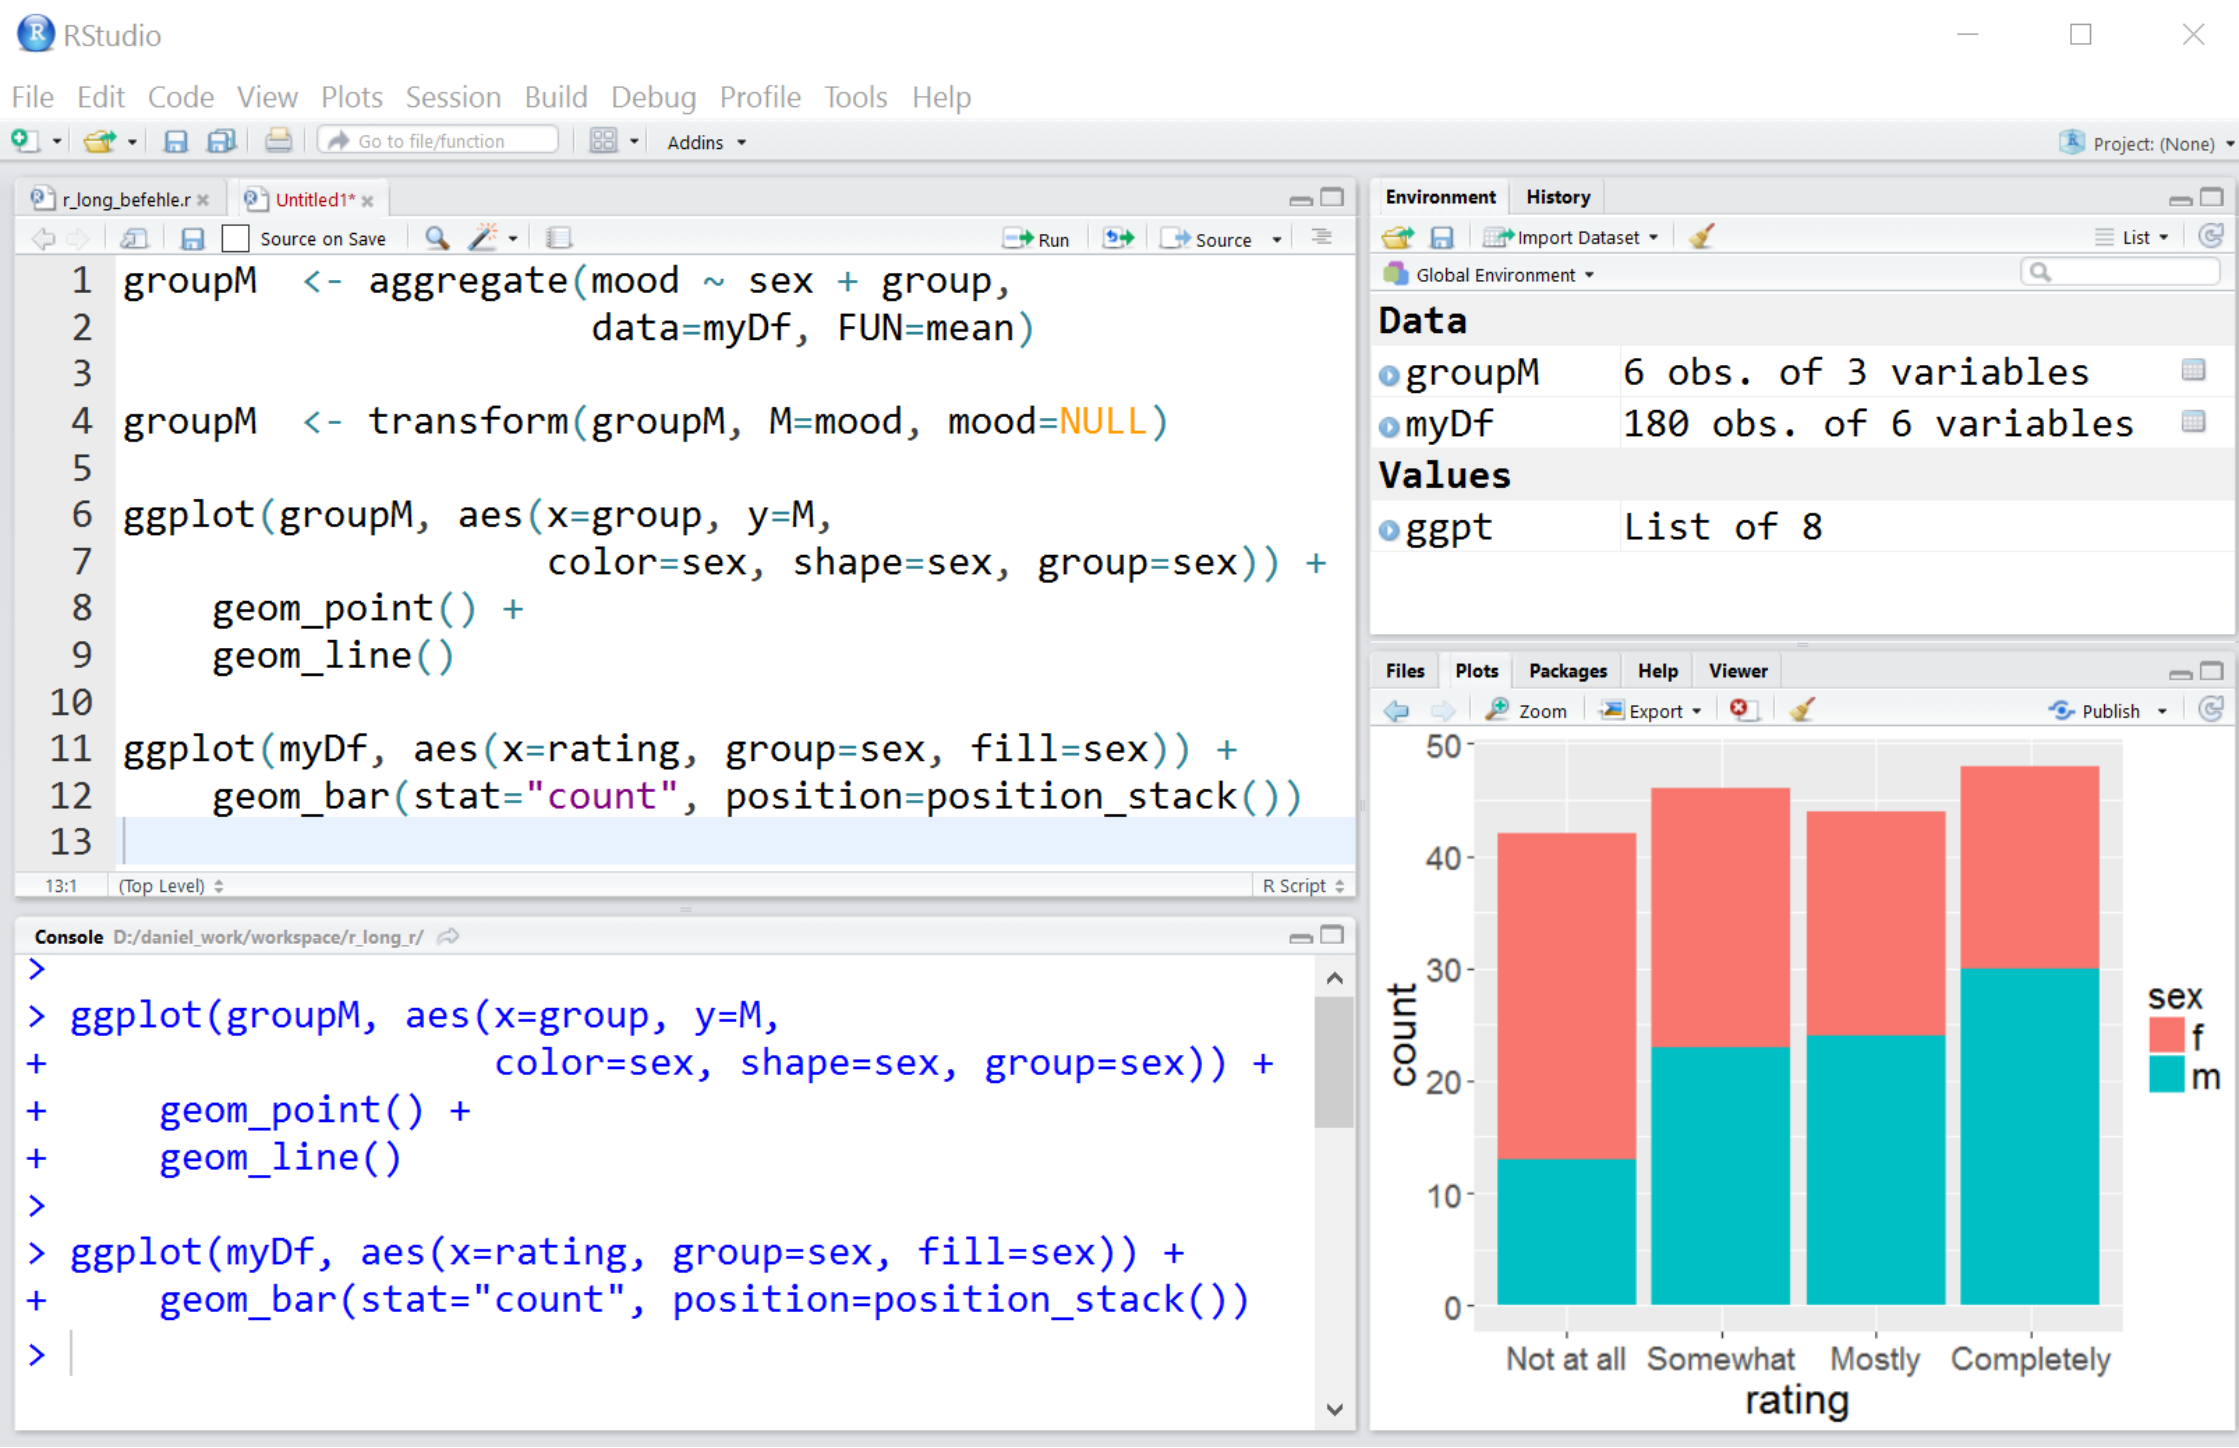 RStudio
File Edit Code View Plots Session Build Debug Profile Tools Help
Go to file/function Addins Project: (None)
r_long_befehle.r Untitled1*
Source on Save Run Source
1 groupM  <- aggregate(mood ~ sex + group,
2                      data=myDf, FUN=mean)
3
4 groupM  <- transform(groupM, M=mood, mood=NULL)
5
6 ggplot(groupM, aes(x=group, y=M,
7                    color=sex, shape=sex, group=sex)) +
8     geom_point() +
9     geom_line()
10
11 ggplot(myDf, aes(x=rating, group=sex, fill=sex)) +
12     geom_bar(stat="count", position=position_stack())
13
13:1 (Top Level) R Script
Console D:/daniel_work/workspace/r_long_r/
>
> ggplot(groupM, aes(x=group, y=M,
+                    color=sex, shape=sex, group=sex)) +
+     geom_point() +
+     geom_line()
>
> ggplot(myDf, aes(x=rating, group=sex, fill=sex)) +
+     geom_bar(stat="count", position=position_stack())
>
Environment History
Import Dataset List
Global Environment
Data
groupM 6 obs. of 3 variables
myDf 180 obs. of 6 variables
Values
ggpt List of 8
Files Plots Packages Help Viewer
Zoom Export Publish
50
40
30
20
10
0
count
Not at all Somewhat Mostly Completely
rating
sex
f
m